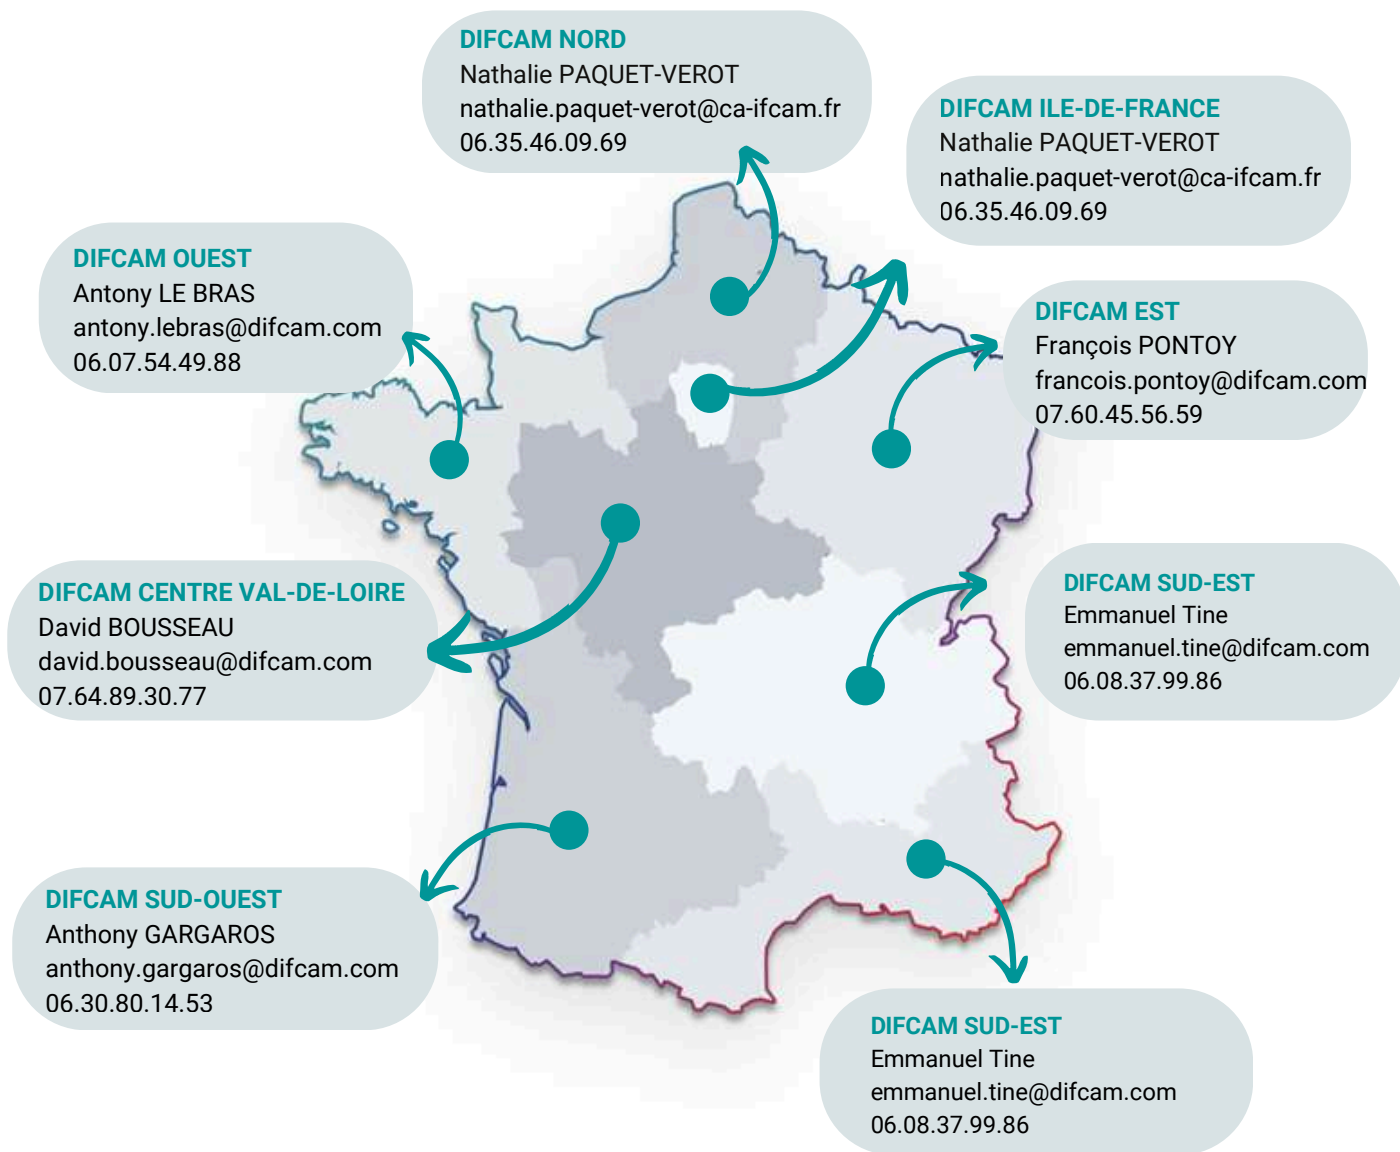 DIFCAM NORD
Nathalie PAQUET-VEROT
nathalie.paquet-verot@ca-ifcam.fr
06.35.46.09.69
DIFCAM ILE-DE-FRANCE
Nathalie PAQUET-VEROT
nathalie.paquet-verot@ca-ifcam.fr
06.35.46.09.69
DIFCAM OUEST
Antony LE BRAS
antony.lebras@difcam.com
06.07.54.49.88
DIFCAM EST
François PONTOY
francois.pontoy@difcam.com
07.60.45.56.59
DIFCAM CENTRE VAL-DE-LOIRE
David BOUSSEAU
david.bousseau@difcam.com
07.64.89.30.77
DIFCAM SUD-EST
Emmanuel Tine
emmanuel.tine@difcam.com
06.08.37.99.86
DIFCAM SUD-OUEST
Anthony GARGAROS
anthony.gargaros@difcam.com
06.30.80.14.53
DIFCAM SUD-EST
Emmanuel Tine
emmanuel.tine@difcam.com
06.08.37.99.86